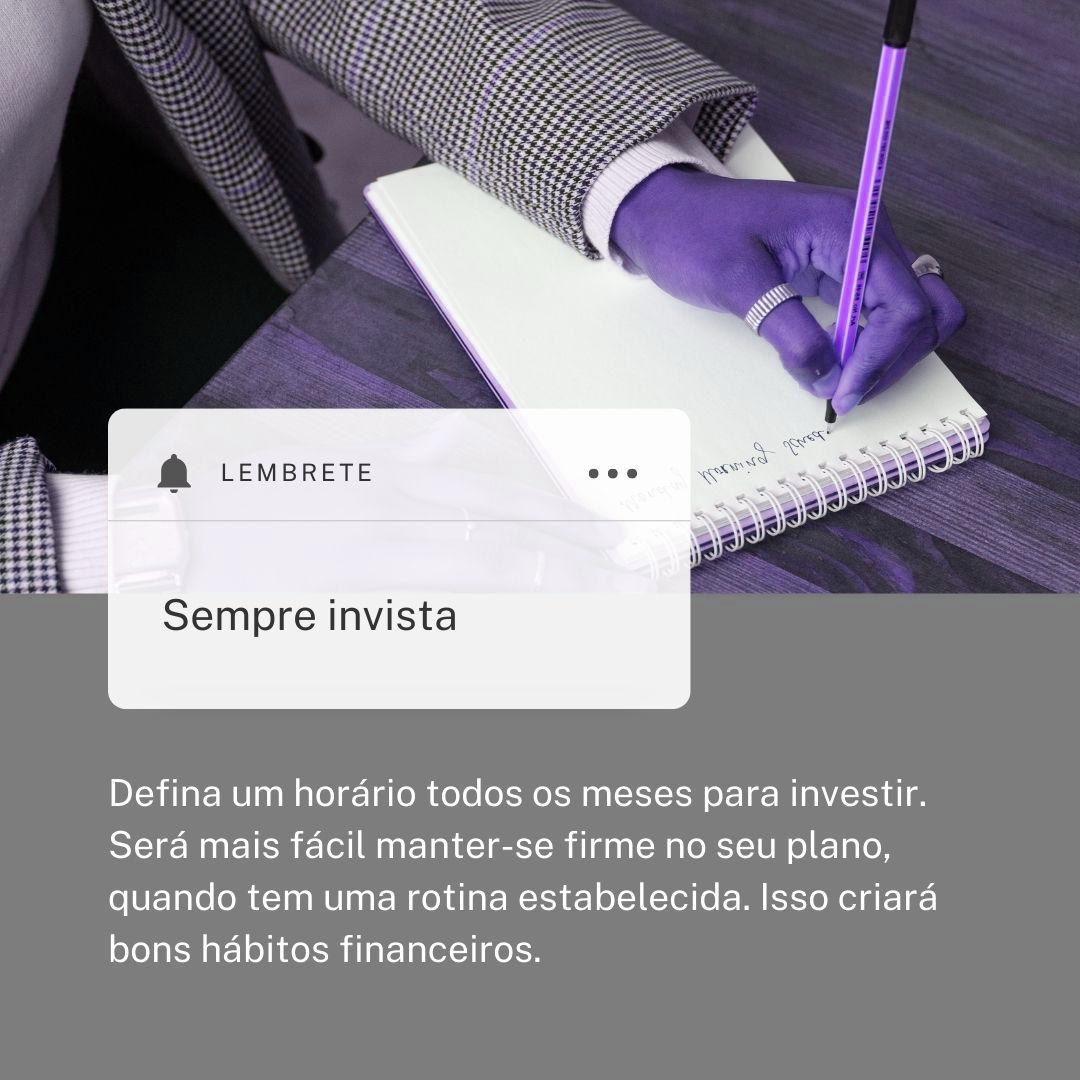 LEMBRETE
Sempre invista
Defina um horário todos os meses para investir.
Será mais fácil manter-se firme no seu plano,
quando tem uma rotina estabelecida. Isso criará
bons hábitos financeiros.